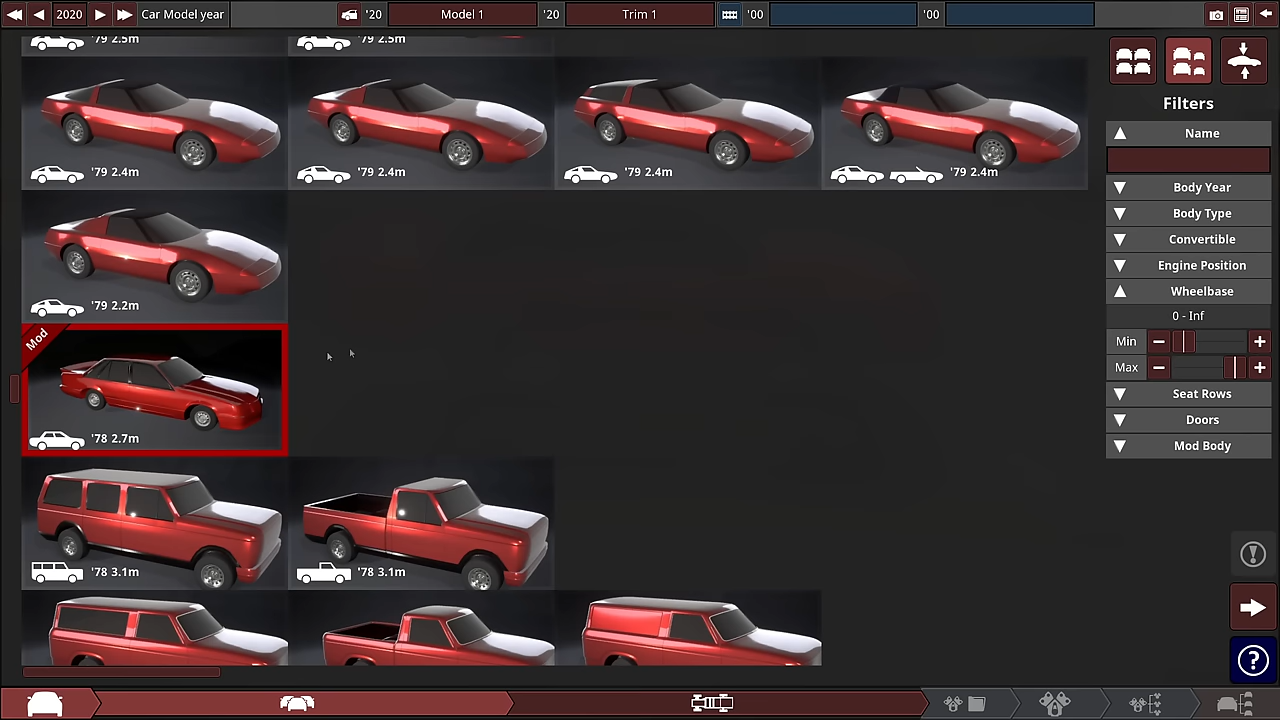 2020
Car Model year
'20
Model 1
'20
Trim 1
'00
'00
'79 2.5m
'79 2.5m
Filters
Name
'79 2.4m
'79 2.4m
'79 2.4m
'79 2.4m
Body Year
Body Type
Convertible
Engine Position
Wheelbase
'79 2.2m
0 - Inf
Mod
Min
Max
Seat Rows
Doors
'78 2.7m
Mod Body
'78 3.1m
'78 3.1m